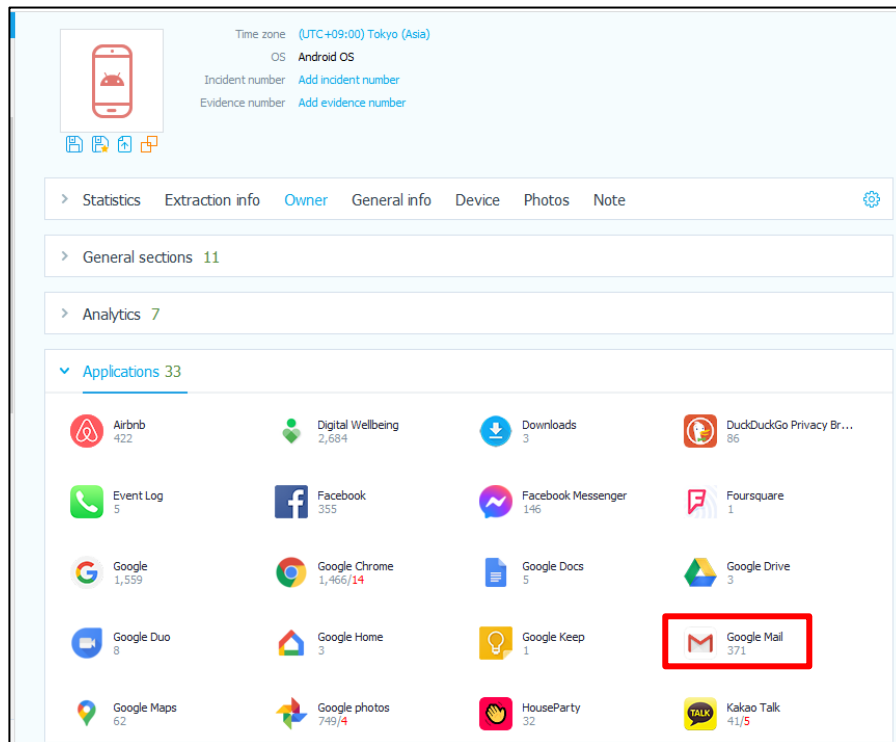 Time zone (UTC+09:00) Tokyo (Asia)
OS Android OS
Incident number Add incident number
Evidence number Add evidence number
Statistics Extraction info Owner General info Device Photos Note
General sections 11
Analytics 7
Applications 33
Airbnb Digital Wellbeing Downloads DuckDuckGo Privacy Br...
422 2,684 3 86
Event Log Facebook Facebook Messenger Foursquare
5 355 146 1
Google Google Chrome Google Docs Google Drive
1,559 1,466/14 5 3
Google Duo Google Home Google Keep Google Mail
8 3 1 371
Google Maps Google photos HouseParty Kakao Talk
62 749/4 32 41/5
TALK